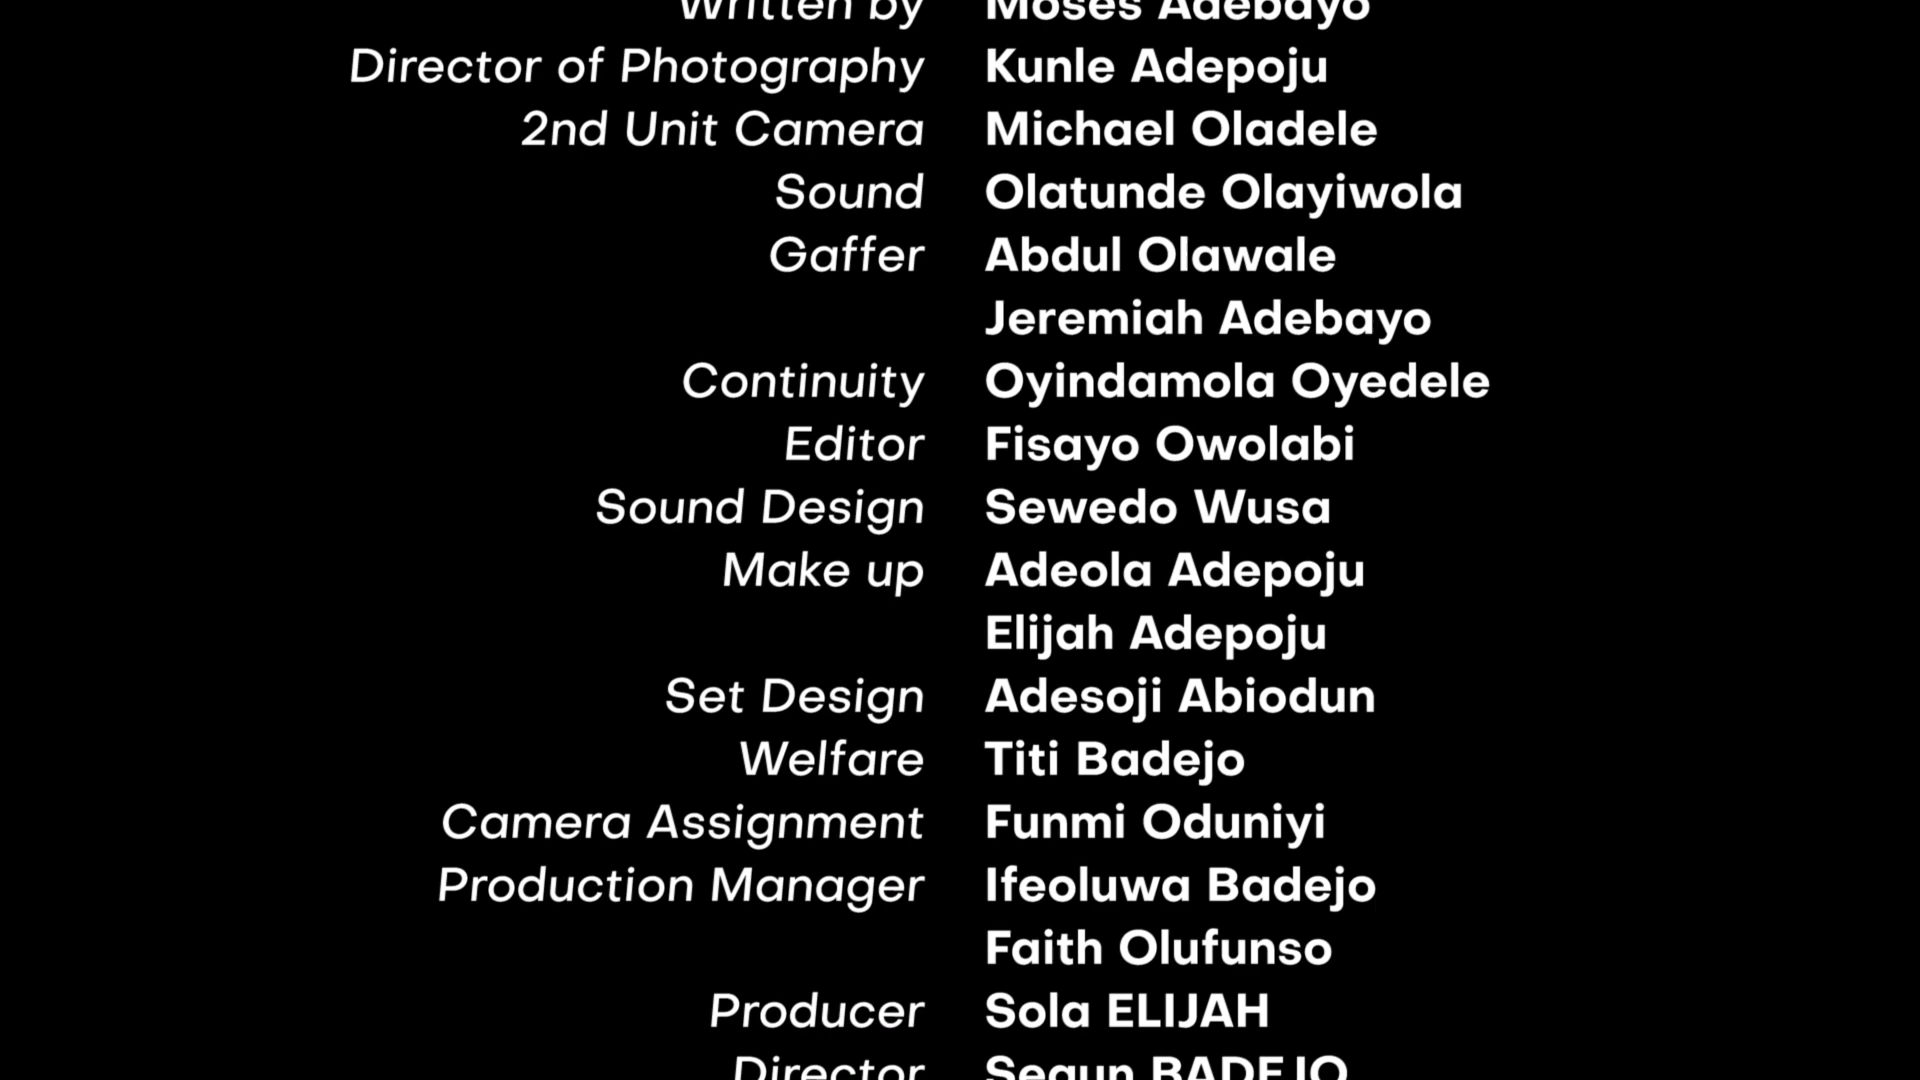 Written by Moses Adebayo
Director of Photography Kunle Adepoju
2nd Unit Camera Michael Oladele
Sound Olatunde Olayiwola
Gaffer Abdul Olawale
Jeremiah Adebayo
Continuity Oyindamola Oyedele
Editor Fisayo Owolabi
Sound Design Sewedo Wusa
Make up Adeola Adepoju
Elijah Adepoju
Set Design Adesoji Abiodun
Welfare Titi Badejo
Camera Assignment Funmi Oduniyi
Production Manager Ifeoluwa Badejo
Faith Olufunso
Producer Sola ELIJAH
Director Segun BADEJO